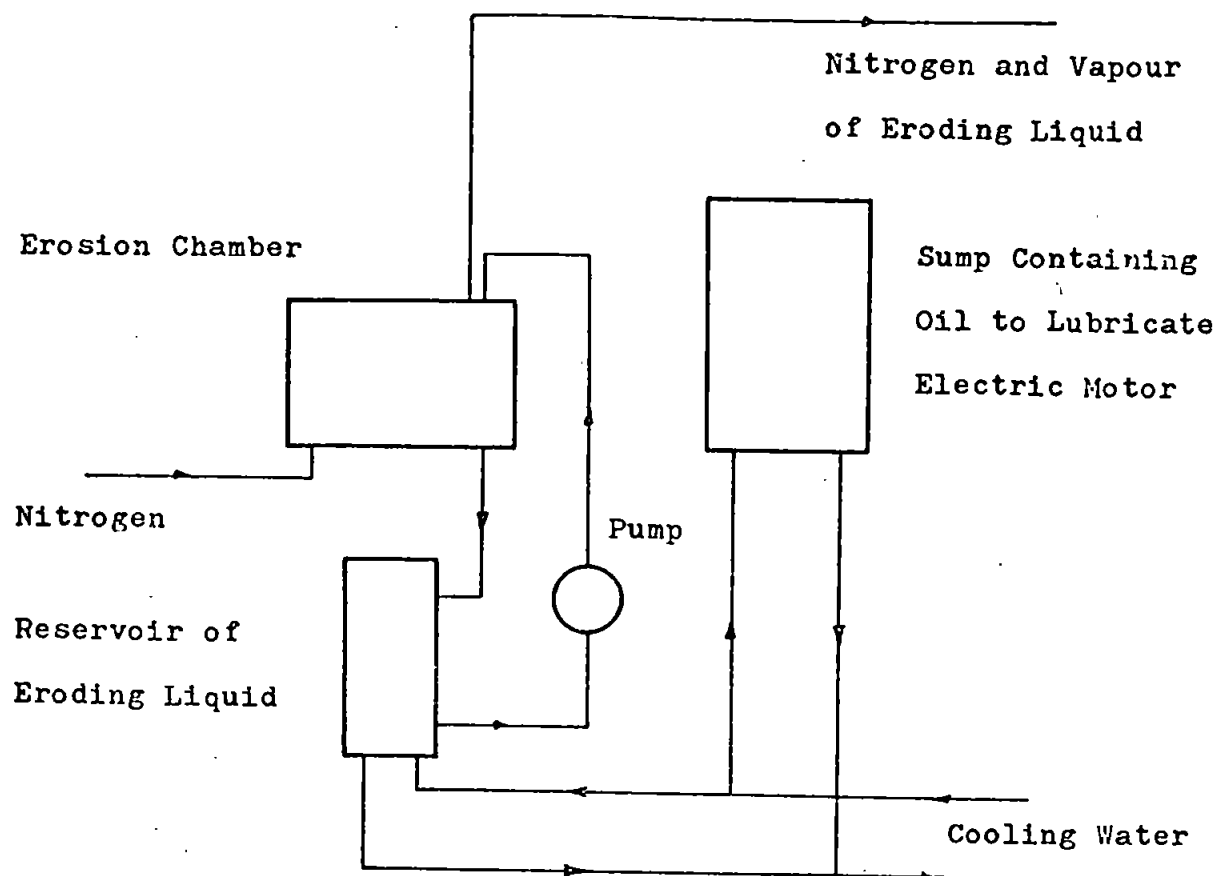 Nitrogen and Vapour
of Eroding Liquid
Erosion Chamber
Sump Containing
Oil to Lubricate
Electric Motor
Nitrogen
Pump
Reservoir of
Eroding Liquid
Cooling Water